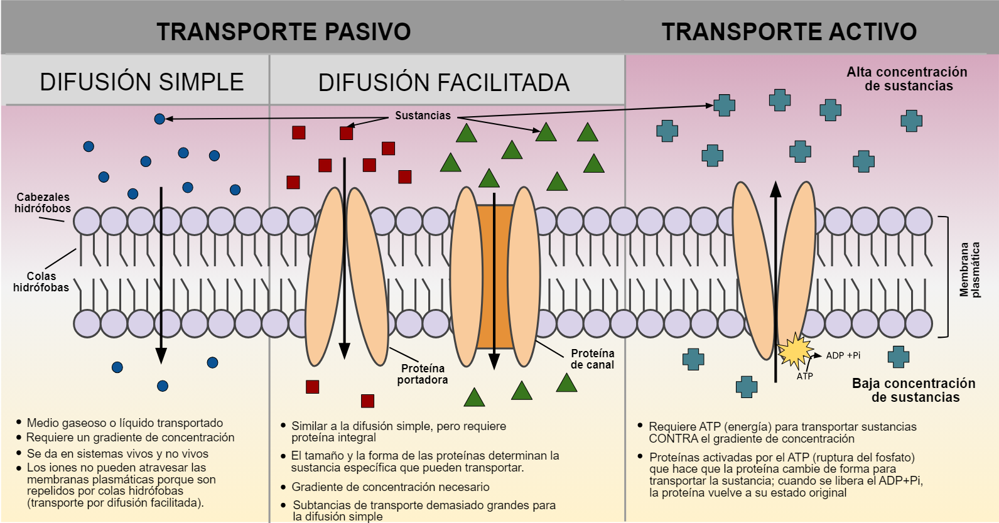 TRANSPORTE PASIVO
TRANSPORTE ACTIVO
DIFUSIÓN SIMPLE
DIFUSIÓN FACILITADA
Alta concentración
de sustancias
Sustancias
Cabezales
hidrófobos
Colas
hidrófobas
Membrana
plasmática
Proteína
portadora
Proteína
de canal
ADP +Pi
ATP
Baja concentración
de sustancias
• Medio gaseoso o líquido transportado
• Requiere un gradiente de concentración
• Se da en sistemas vivos y no vivos
• Los iones no pueden atravesar las
membranas plasmáticas porque son
repelidos por colas hidrófobas
(transporte por difusión facilitada).
• Similar a la difusión simple, pero requiere
proteína integral
• El tamaño y la forma de las proteínas determinan la
sustancia específica que pueden transportar.
• Gradiente de concentración necesario
• Subtancias de transporte demasiado grandes para
la difusión simple
• Requiere ATP (energía) para transportar sustancias
CONTRA el gradiente de concentración
• Proteínas activadas por el ATP (ruptura del fosfato)
que hace que la proteína cambie de forma para
transportar la sustancia; cuando se libera el ADP+Pi,
la proteína vuelve a su estado original